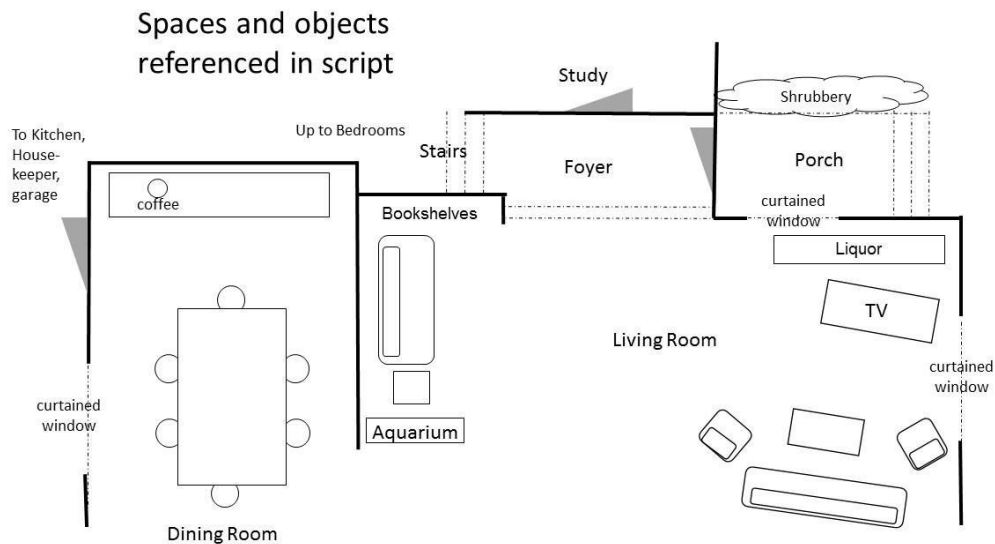 Spaces and objects
referenced in script
Study
Shrubbery
To Kitchen,
House-
keeper,
garage
Up to Bedrooms
Stairs
Foyer
Porch
coffee
Bookshelves
curtained
window
Liquor
TV
Living Room
curtained
window
curtained
window
Aquarium
Dining Room